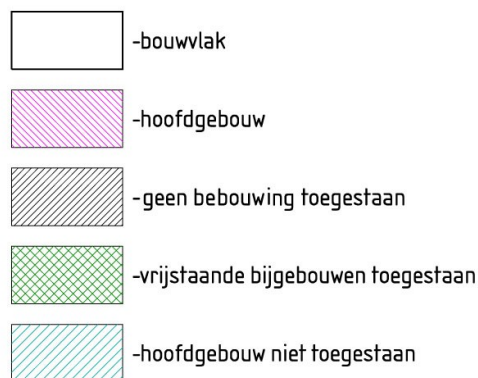 -bouwvlak
-hoofdgebouw
-geen bebouwing toegestaan
-vrijstaande bijgebouwen toegestaan
-hoofdgebouw niet toegestaan